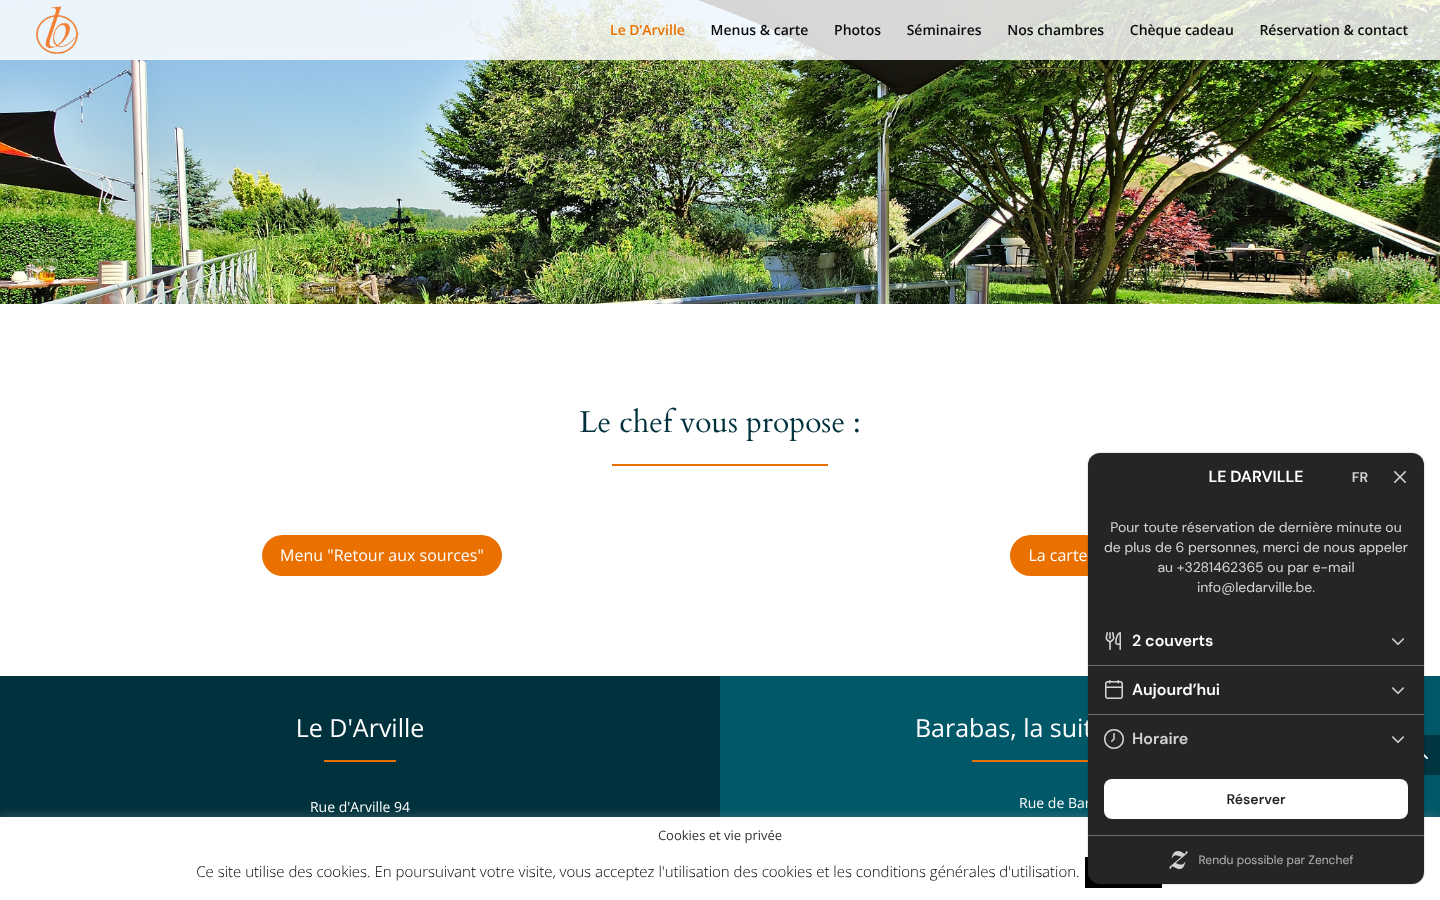 b
Le D'Arville
Menus & carte
Photos
Séminaires
Nos chambres
Chèque cadeau
Réservation & contact
Le chef vous propose :
Menu "Retour aux sources"
La carte
LE DARVILLE
FR
Pour toute réservation de dernière minute ou
de plus de 6 personnes, merci de nous appeler
au +3281462365 ou par e-mail
info@ledarville.be.
2 couverts
Aujourd’hui
Horaire
Réserver
Rendu possible par Zenchef
Le D'Arville
Rue d'Arville 94
Barabas, la suit
Rue de Bar
Cookies et vie privée
Ce site utilise des cookies. En poursuivant votre visite, vous acceptez l'utilisation des cookies et les conditions générales d'utilisation.